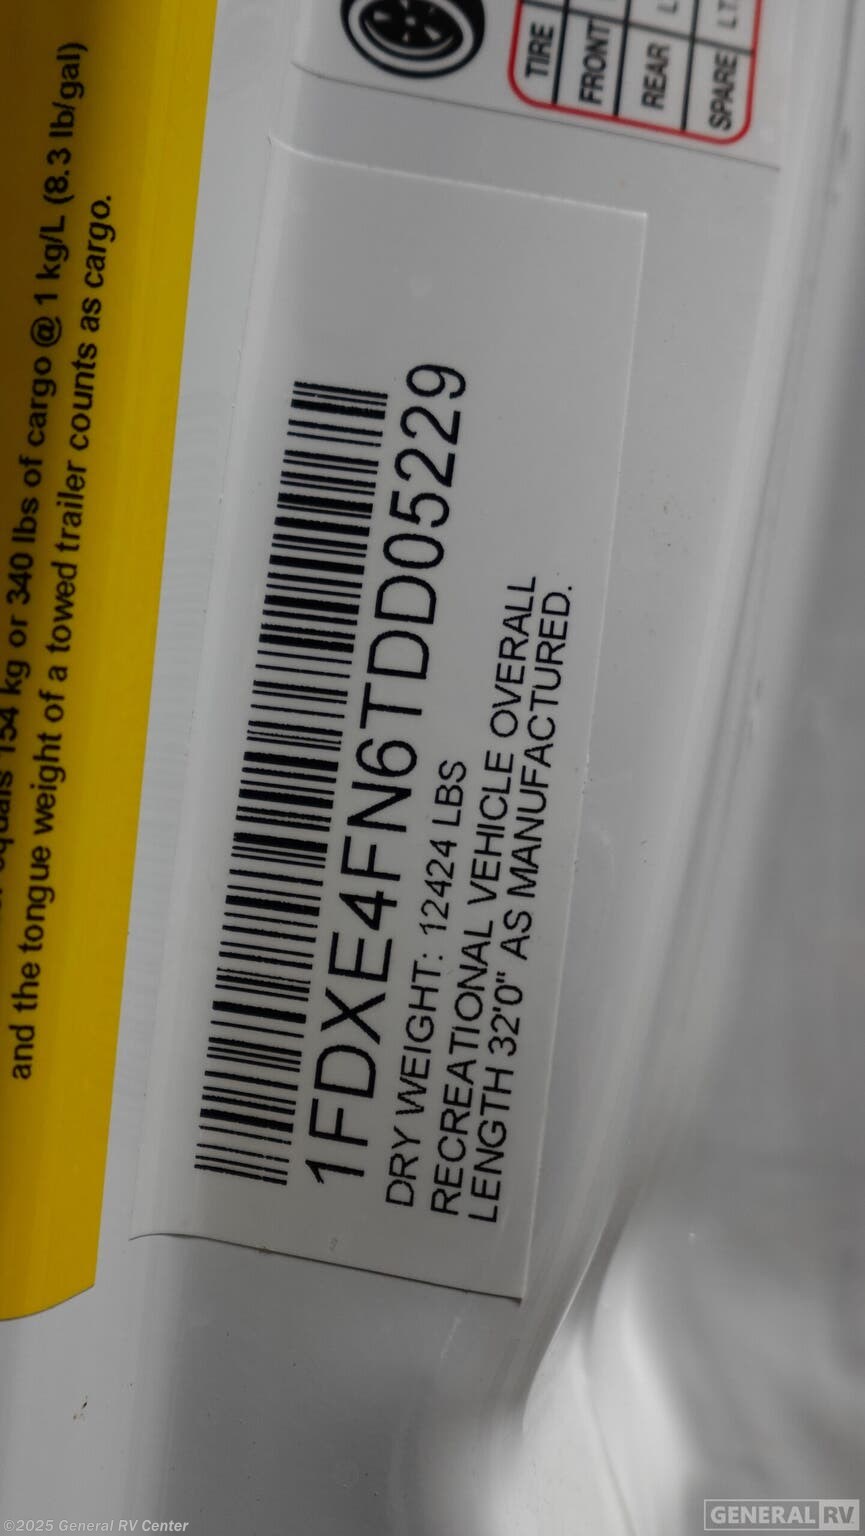 154 kg or 340 lbs of cargo @ 1 kg/L (8.3 lb/gal)
and the tongue weight of a towed trailer counts as cargo.
1FDXE4FN6TDD05229
DRY WEIGHT: 12424 LBS
RECREATIONAL VEHICLE OVERALL
LENGTH 32'0" AS MANUFACTURED.
TIRE
FRONT
REAR
SPARE
©2025 General RV Center
GENERAL RV